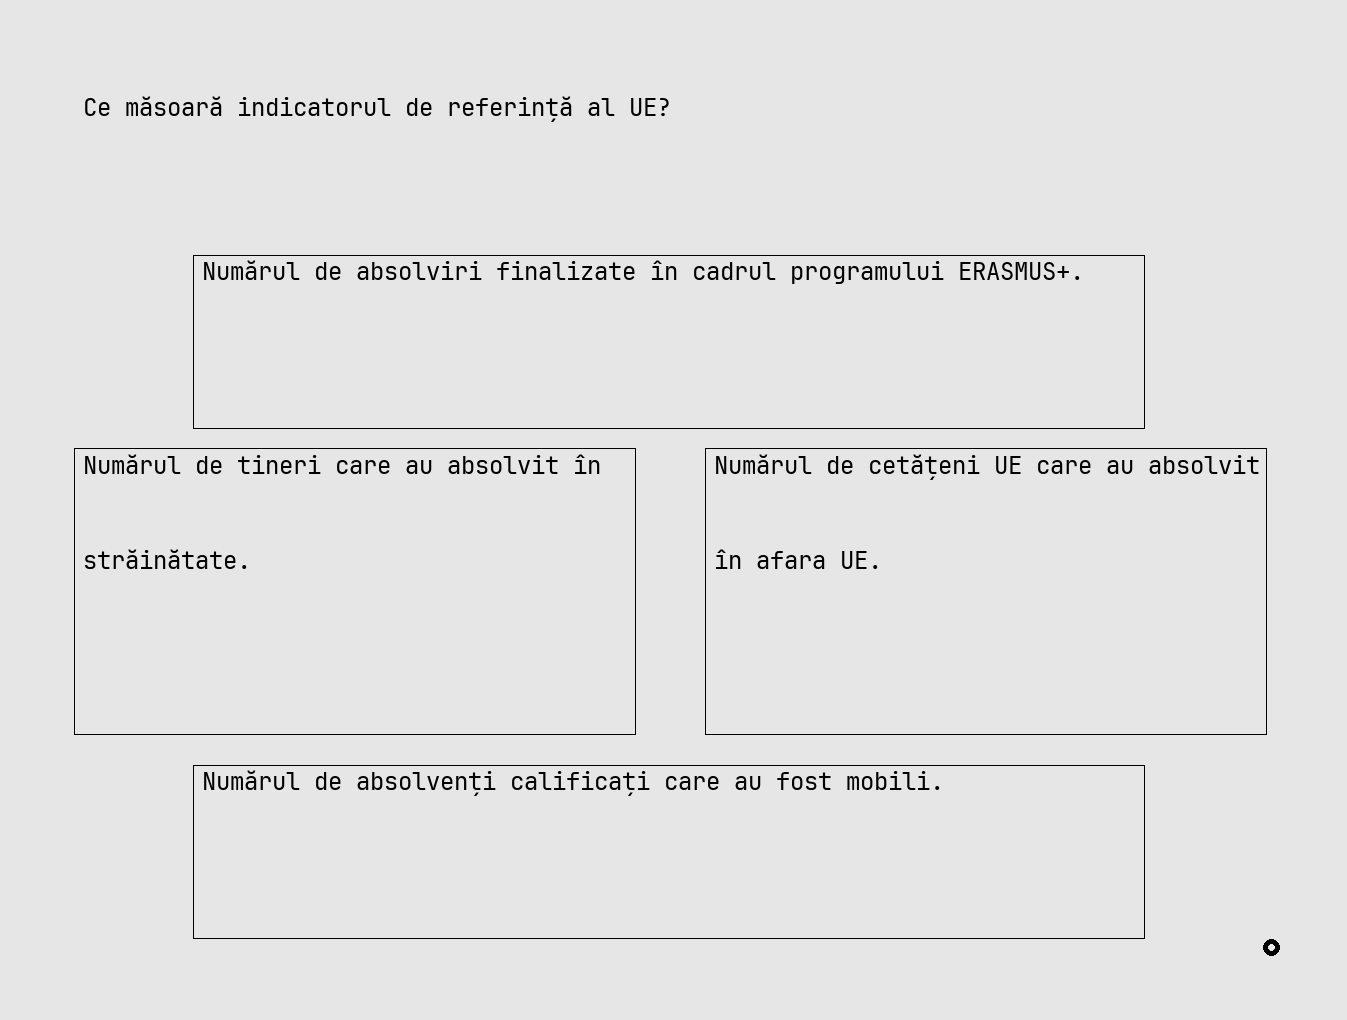 Ce măsoară indicatorul de referință al UE?
Numărul de absolviri finalizate în cadrul programului ERASMUS+.
Numărul de tineri care au absolvit în
străinătate.
Numărul de cetățeni UE care au absolvit
în afara UE.
Numărul de absolvenți calificați care au fost mobili.